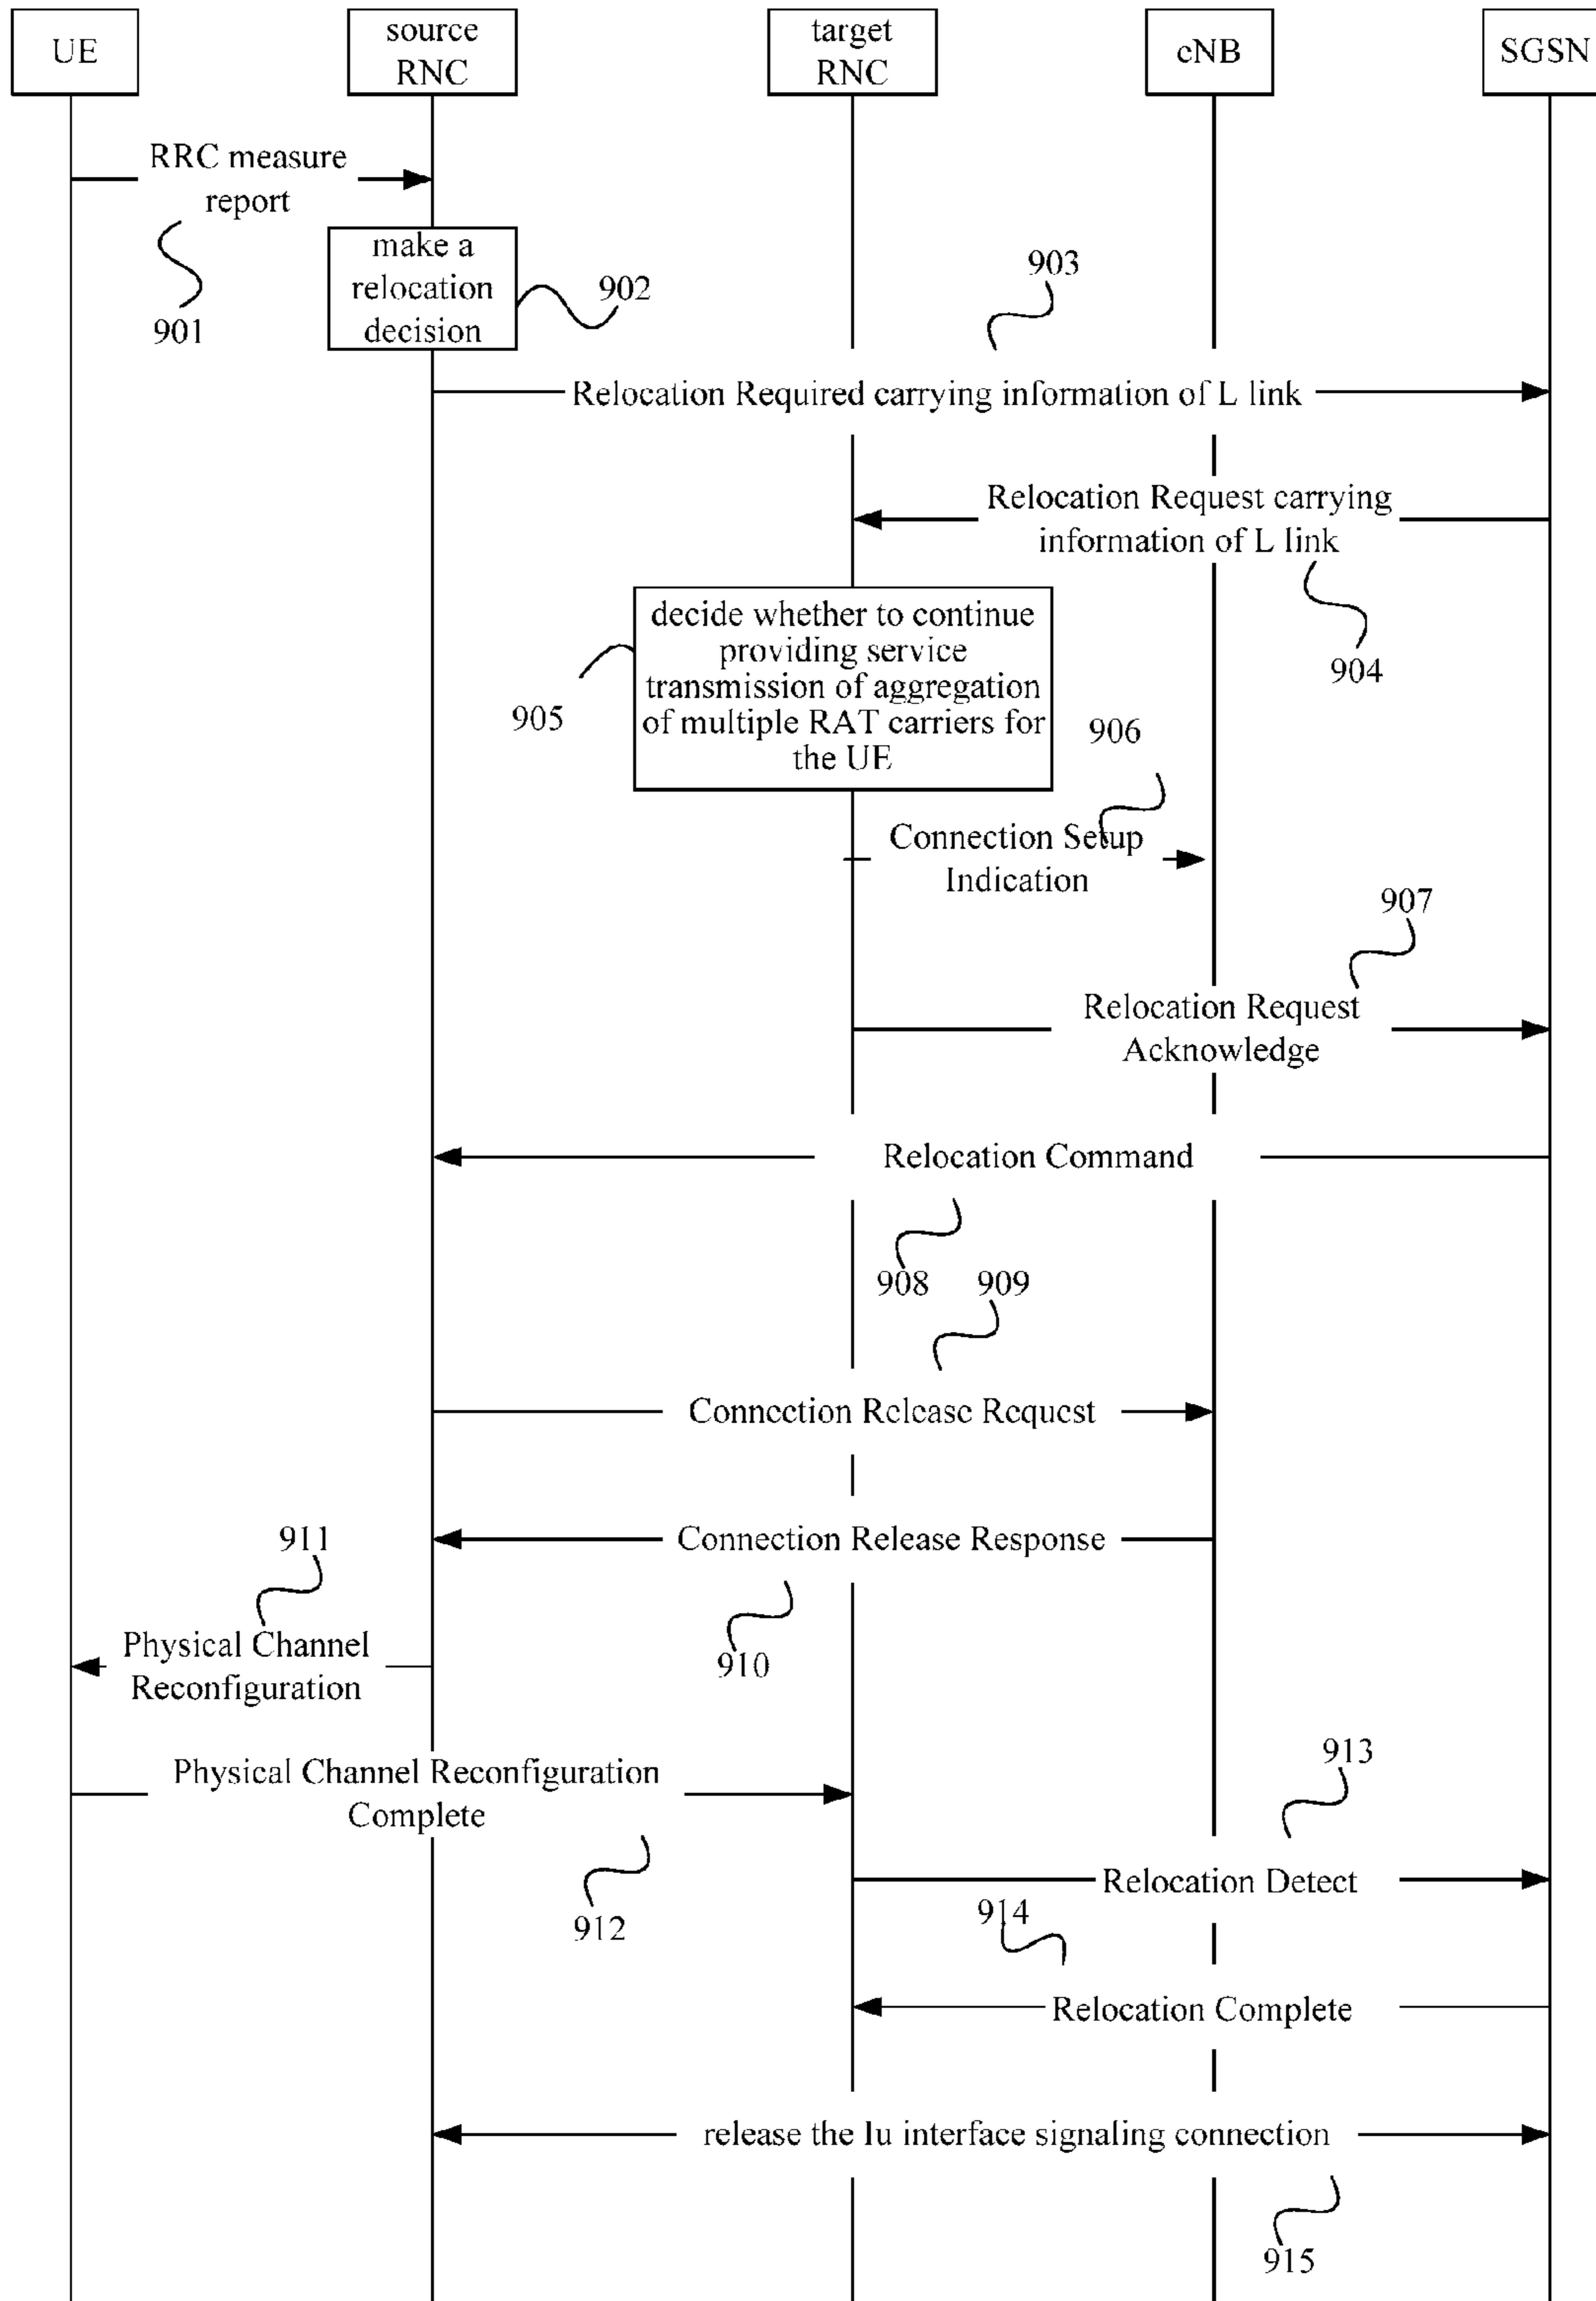 UE
source
RNC
target
RNC
eNB
SGSN
RRC measure
report
901
make a
relocation
decision
902
903
Relocation Required carrying information of L link
Relocation Request carrying
information of L link
904
decide whether to continue
providing service
transmission of aggregation
of multiple RAT carriers for
the UE
905
906
Connection Setup
Indication
907
Relocation Request
Acknowledge
Relocation Command
908
909
Connection Release Request
911
Connection Release Response
910
Physical Channel
Reconfiguration
Physical Channel Reconfiguration
Complete
912
913
Relocation Detect
914
Relocation Complete
release the Iu interface signaling connection
915